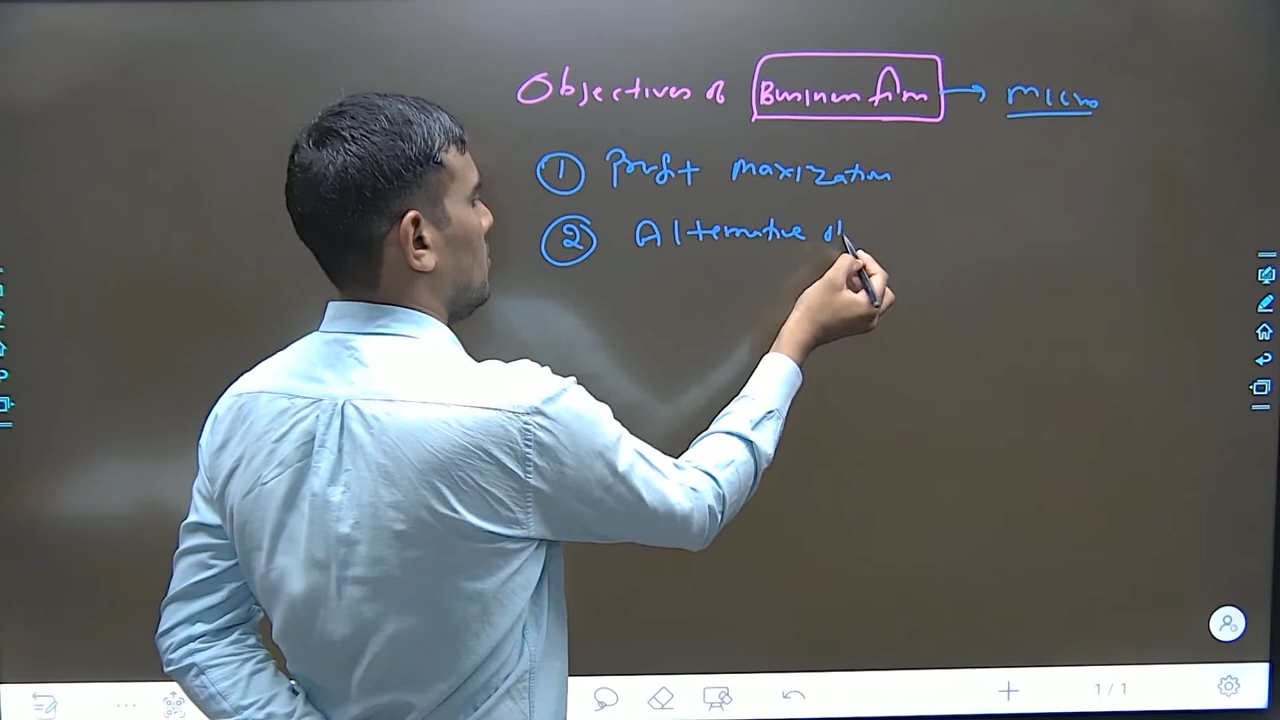 Objectives of Business firm → micro
① Profit maxization
② Alternative
1/1